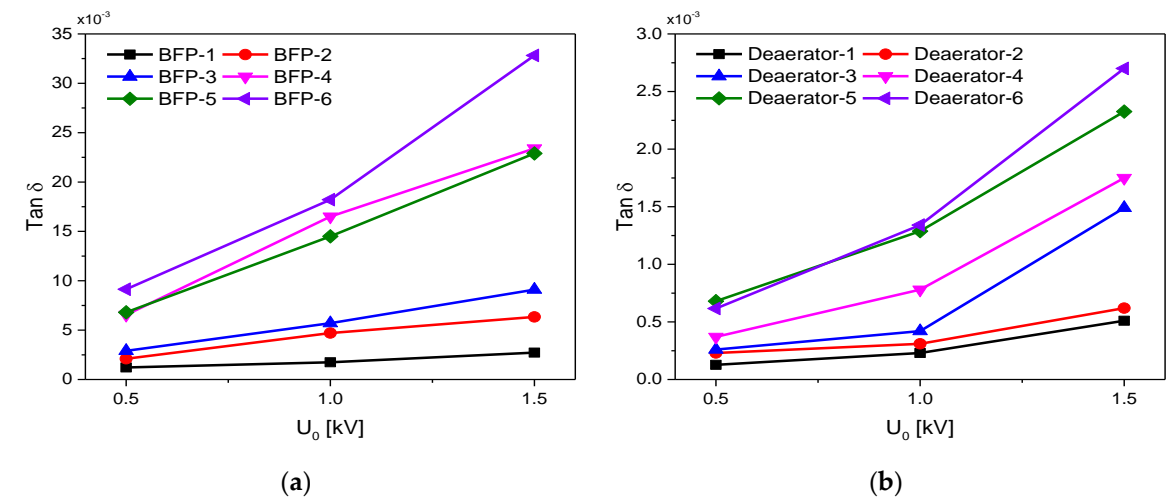 x10⁻³
35
30
25
20
15
10
5
0
Tan δ
BFP-1 BFP-2
BFP-3 BFP-4
BFP-5 BFP-6
0.5 1.0 1.5
U₀ [kV]
(a)
x10⁻³
3.0
2.5
2.0
1.5
1.0
0.5
0.0
Tan δ
Deaerator-1 Deaerator-2
Deaerator-3 Deaerator-4
Deaerator-5 Deaerator-6
0.5 1.0 1.5
U₀ [kV]
(b)